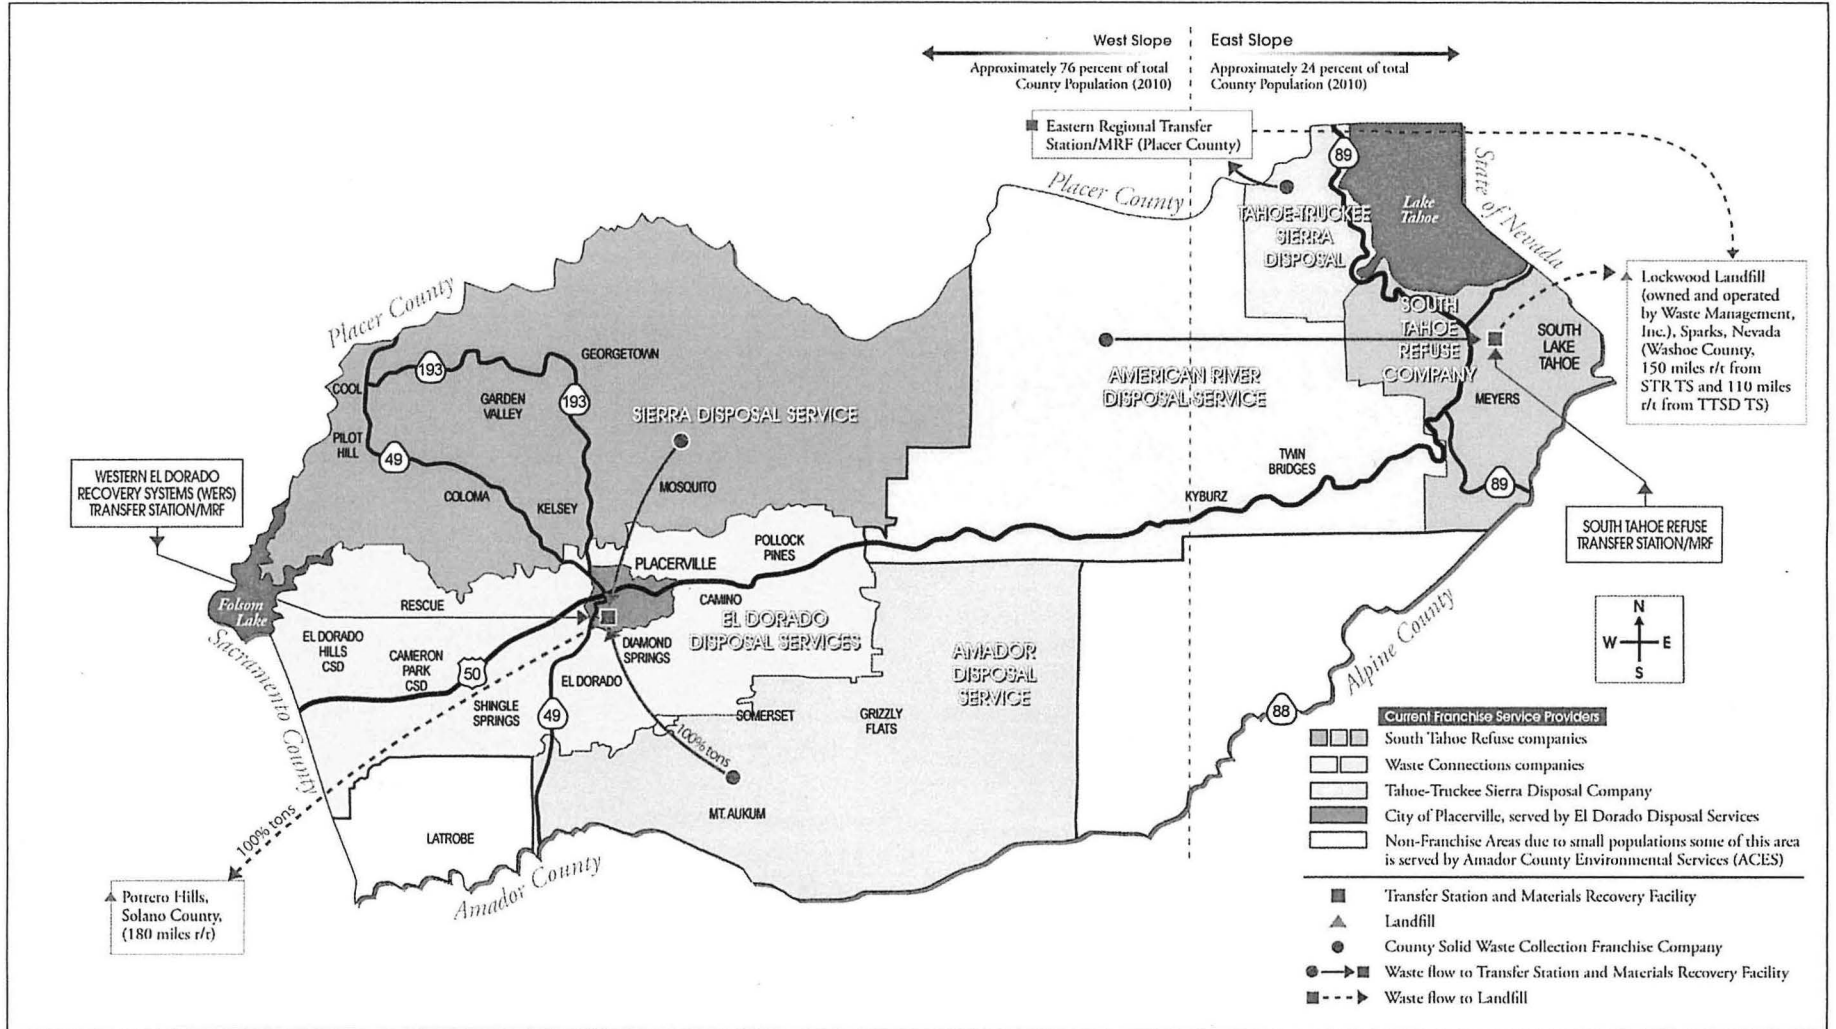 West Slope
East Slope
Approximately 76 percent of total
County Population (2010)
Approximately 24 percent of total
County Population (2010)
Eastern Regional Transfer
Station/MRF (Placer County)
89
Lake
Tahoe
State of Nevada
Placer County
TAHOE-TRUCKEE
SIERRA
DISPOSAL
Lockwood Landfill
(owned and operated
by Waste Management,
Inc.), Sparks, Nevada
(Washoe County,
150 miles r/t from
STR TS and 110 miles
r/t from TTSD TS)
SOUTH
TAHOE
REFUSE
COMPANY
SOUTH
LAKE
TAHOE
MEYERS
AMERICAN RIVER
DISPOSAL SERVICE
TWIN
BRIDGES
KYBURZ
89
SOUTH TAHOE REFUSE
TRANSFER STATION/MRF
Placer County
193
GEORGETOWN
COOL
GARDEN
VALLEY
193
SIERRA DISPOSAL SERVICE
PILOT
HILL
49
COLOMA
KELSEY
MOSQUITO
WESTERN EL DORADO
RECOVERY SYSTEMS (WERS)
TRANSFER STATION/MRF
POLLOCK
PINES
PLACERVILLE
CAMINO
Folsom
Lake
RESCUE
EL DORADO
HILLS
CSD
CAMERON
PARK
CSD
50
DIAMOND
SPRINGS
EL DORADO
DISPOSAL SERVICES
EL DORADO
SHINGLE
SPRINGS
49
SOMERSET
GRIZZLY
FLATS
AMADOR
DISPOSAL
SERVICE
Sacramento County
100% tons
100% tons
MT. AUKUM
LATROBE
Amador County
Alpine County
88
Potrero Hills,
Solano County,
(180 miles r/t)
N
W E
S
Current Franchise Service Providers
South Tahoe Refuse companies
Waste Connections companies
Tahoe-Truckee Sierra Disposal Company
City of Placerville, served by El Dorado Disposal Services
Non-Franchise Areas due to small populations some of this area
is served by Amador County Environmental Services (ACES)
Transfer Station and Materials Recovery Facility
Landfill
County Solid Waste Collection Franchise Company
Waste flow to Transfer Station and Materials Recovery Facility
Waste flow to Landfill